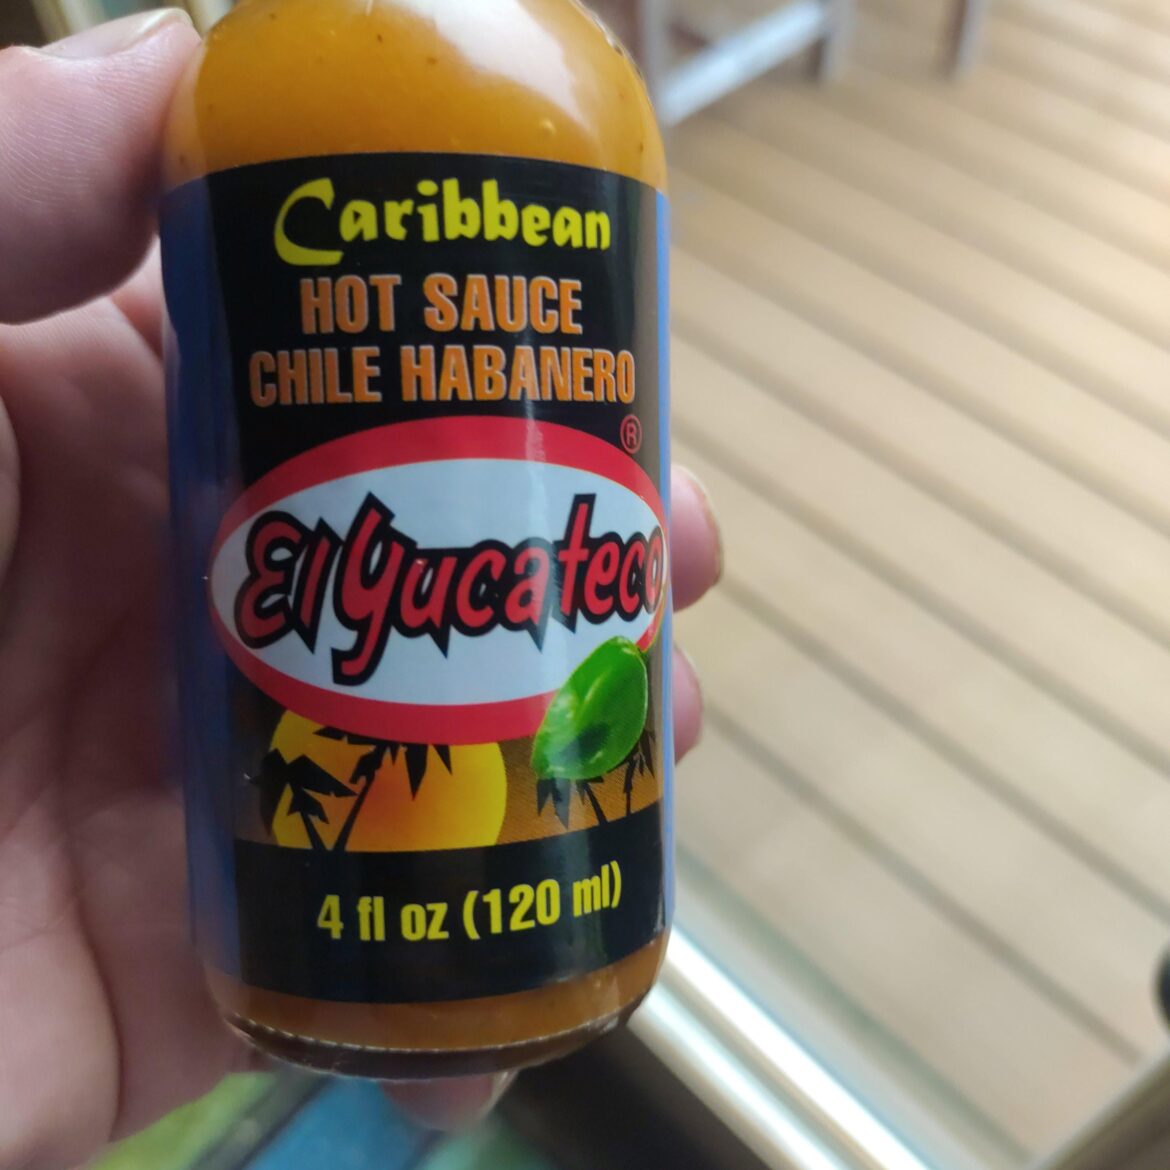 Caribbean
HOT SAUCE
CHILE HABANERO
®
El Yucateco
4 fl oz (120 ml)